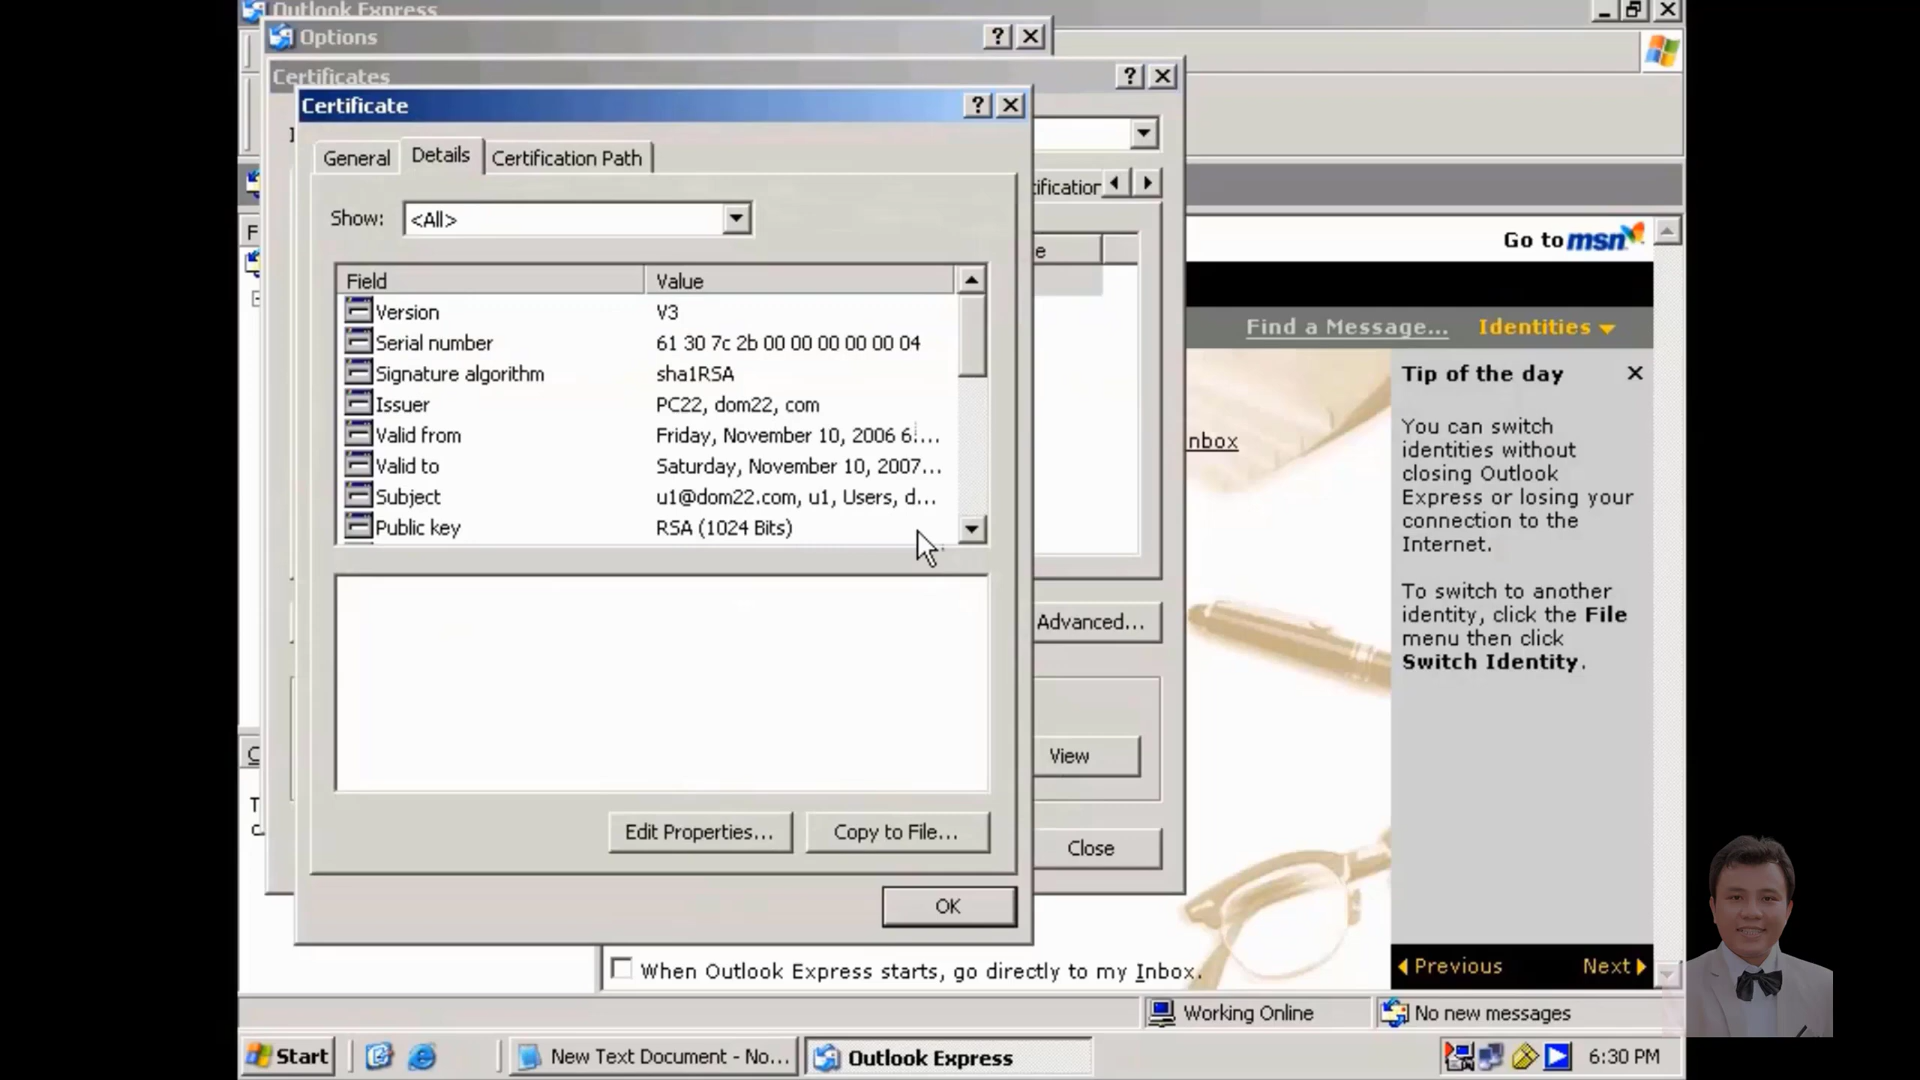 Outlook Express
Options
Certificates
Certificate
General
Details
Certification Path
Show:
<All>
Field
Value
Version
V3
Serial number
61 30 7c 2b 00 00 00 00 00 04
Signature algorithm
sha1RSA
Issuer
PC22, dom22, com
Valid from
Friday, November 10, 2006 6:...
Valid to
Saturday, November 10, 2007...
Subject
u1@dom22.com, u1, Users, d...
Public key
RSA (1024 Bits)
Edit Properties...
Copy to File...
OK
Advanced...
View
Close
Go to msn
Find a Message...
Identities
Tip of the day
You can switch
identities without
closing Outlook
Express or losing your
connection to the
Internet.
To switch to another
identity, click the File
menu then click
Switch Identity.
Previous
Next
When Outlook Express starts, go directly to my Inbox.
Working Online
No new messages
Start
New Text Document - No...
Outlook Express
6:30 PM